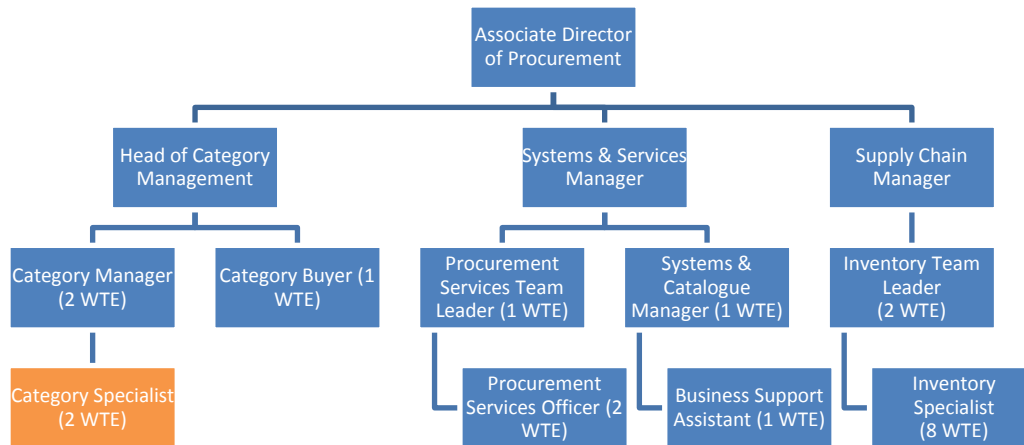 Associate Director
of Procurement
Head of Category
Management
Systems & Services
Manager
Supply Chain
Manager
Category Manager
(2 WTE)
Category Buyer (1
WTE)
Procurement
Services Team
Leader (1 WTE)
Systems &
Catalogue
Manager (1 WTE)
Inventory Team
Leader
(2 WTE)
Category Specialist
(2 WTE)
Procurement
Services Officer (2
WTE)
Business Support
Assistant (1 WTE)
Inventory
Specialist
(8 WTE)